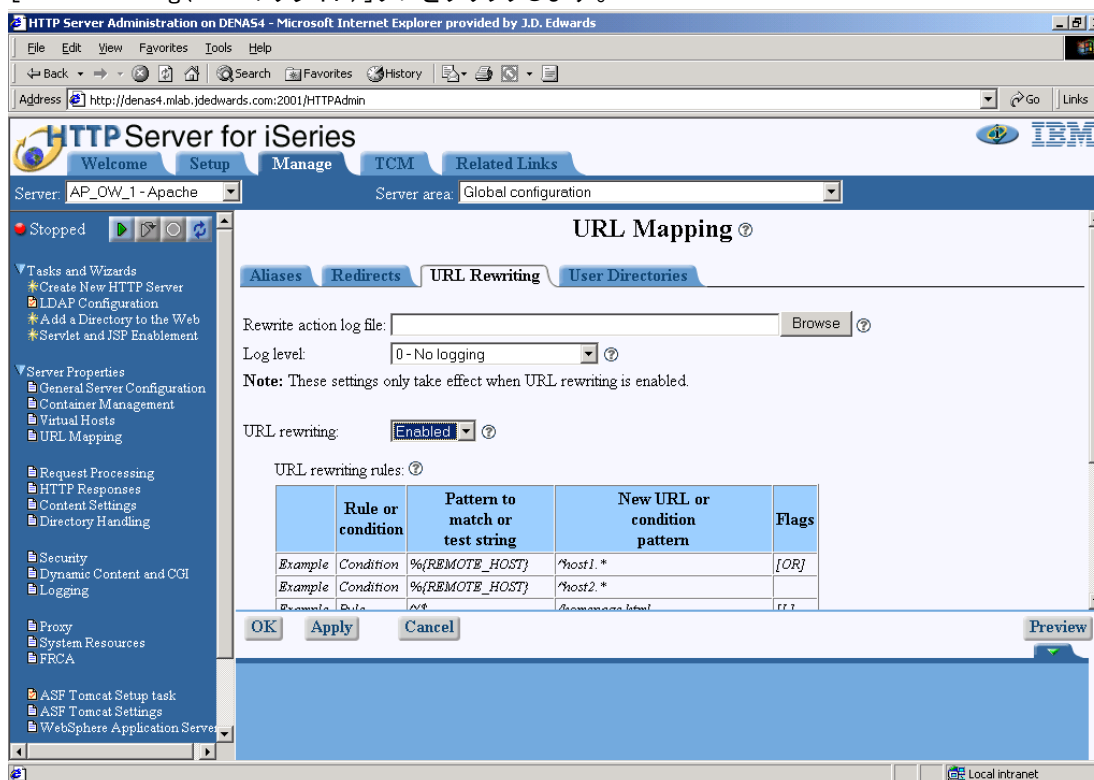 HTTP Server Administration on DENAS4 - Microsoft Internet Explorer provided by J.D. Edwards
File Edit View Favorites Tools Help
Back Search Favorites History
Address http://denas4.mlab.jdedwards.com:2001/HTTPAdmin Go Links
HTTP Server for iSeries IBM
Welcome Setup Manage TCM Related Links
Server: AP_OW_1 - Apache Server area: Global configuration
Stopped
URL Mapping
Aliases Redirects URL Rewriting User Directories
Tasks and Wizards
Create New HTTP Server
LDAP Configuration
Add a Directory to the Web
Servlet and JSP Enablement
Server Properties
General Server Configuration
Container Management
Virtual Hosts
URL Mapping
Request Processing
HTTP Responses
Content Settings
Directory Handling
Security
Dynamic Content and CGI
Logging
Proxy
System Resources
FRCA
ASF Tomcat Setup task
ASF Tomcat Settings
WebSphere Application Server
Rewrite action log file: Browse
Log level: 0 - No logging
Note: These settings only take effect when URL rewriting is enabled.
URL rewriting: Enabled
URL rewriting rules:
Rule or condition Pattern to match or test string New URL or condition pattern Flags
Example Condition %{REMOTE_HOST} ^host1.* [OR]
Example Condition %{REMOTE_HOST} ^host2.*
Example Rule
OK Apply Cancel Preview
Local intranet